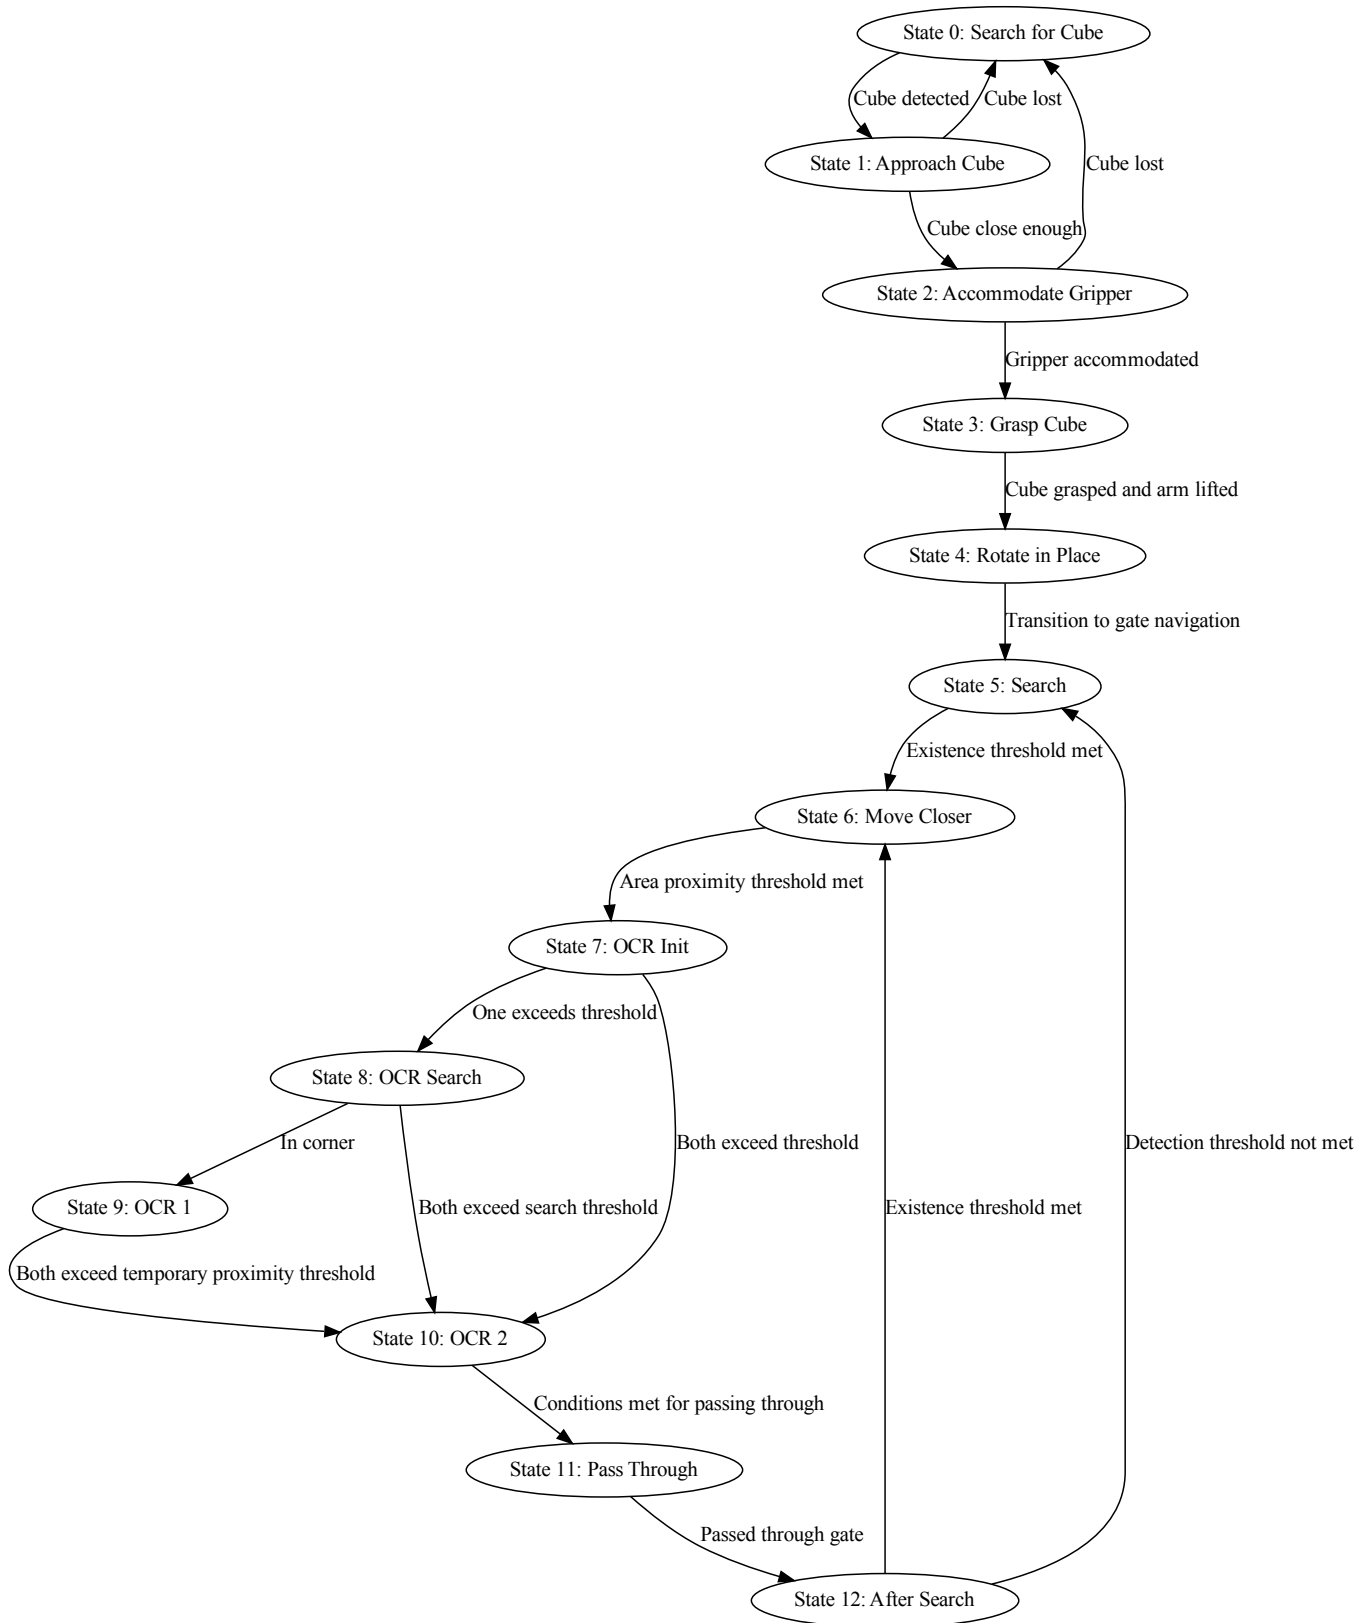 State 0: Search for Cube
Cube detected
Cube lost
State 1: Approach Cube
Cube lost
Cube close enough
State 2: Accommodate Gripper
Gripper accommodated
State 3: Grasp Cube
Cube grasped and arm lifted
State 4: Rotate in Place
Transition to gate navigation
State 5: Search
Existence threshold met
State 6: Move Closer
Area proximity threshold met
State 7: OCR Init
One exceeds threshold
State 8: OCR Search
In corner
Both exceed threshold
Detection threshold not met
State 9: OCR 1
Both exceed search threshold
Existence threshold met
Both exceed temporary proximity threshold
State 10: OCR 2
Conditions met for passing through
State 11: Pass Through
Passed through gate
State 12: After Search